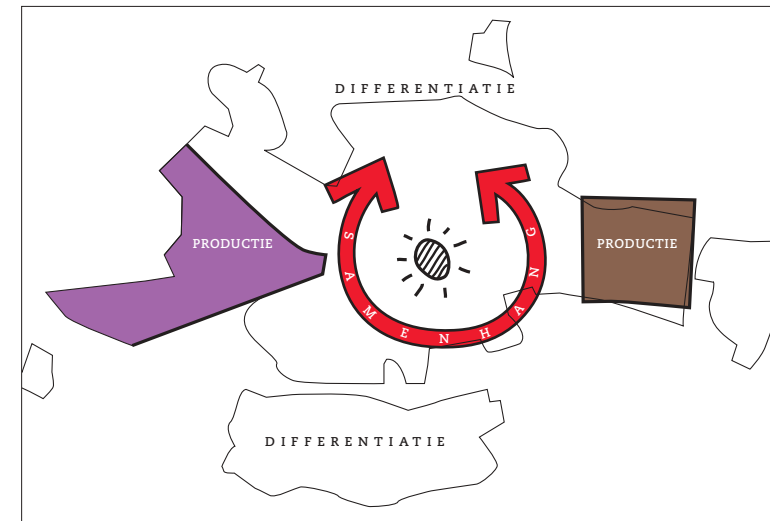 DIFFERENTIATIE
PRODUCTIE
SAMENHANG
PRODUCTIE
DIFFERENTIATIE